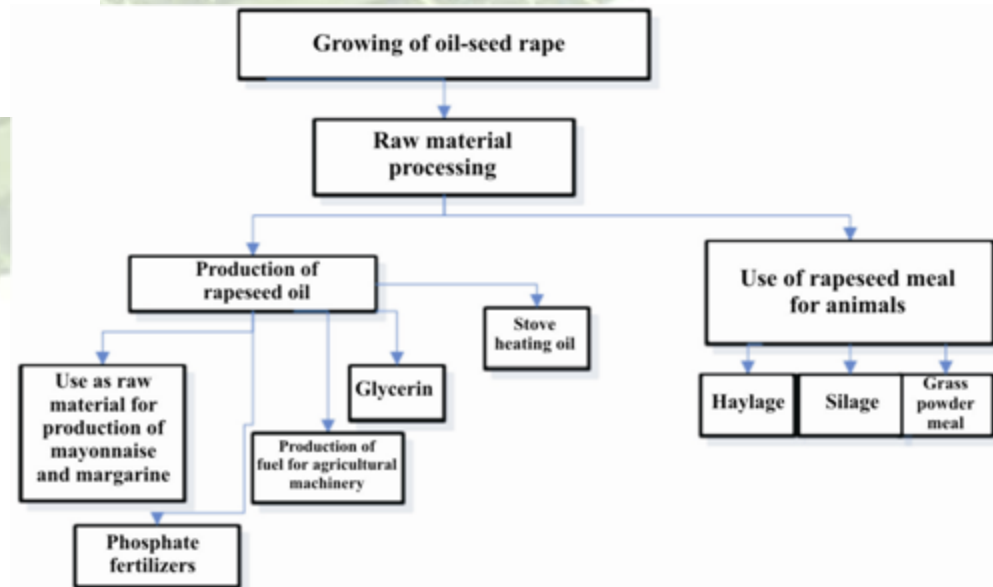 Growing of oil-seed rape
Raw material
processing
Production of
rapeseed oil
Use of rapeseed meal
for animals
Stove
heating oil
Use as raw
material for
production of
mayonnaise
and margarine
Glycerin
Haylage
Silage
Grass
powder
meal
Production of
fuel for agricultural
machinery
Phosphate
fertilizers